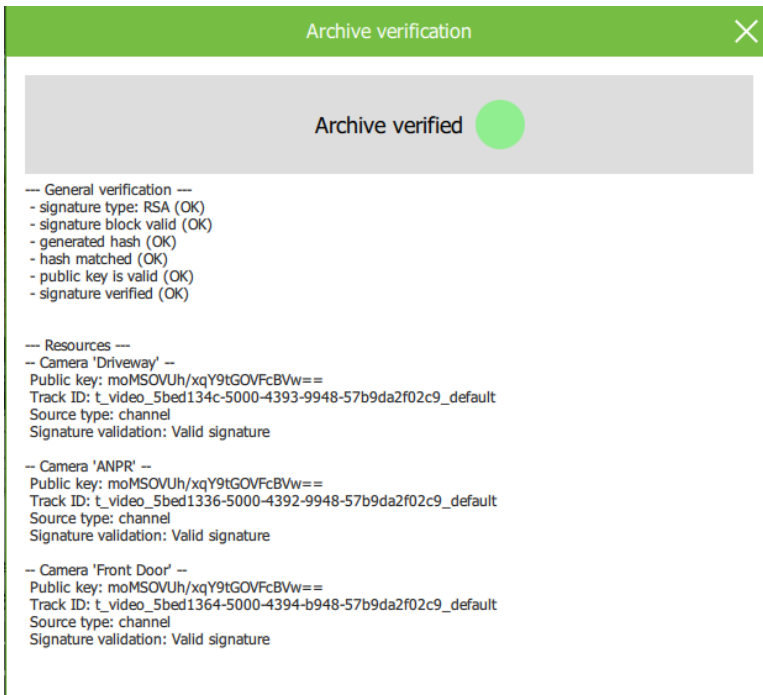 Archive verification
Archive verified
--- General verification ---
- signature type: RSA (OK)
- signature block valid (OK)
- generated hash (OK)
- hash matched (OK)
- public key is valid (OK)
- signature verified (OK)
--- Resources ---
-- Camera 'Driveway' --
Public key: moMSOVUh/xqY9tGOVFcBVw==
Track ID: t_video_5bed134c-5000-4393-9948-57b9da2f02c9_default
Source type: channel
Signature validation: Valid signature
-- Camera 'ANPR' --
Public key: moMSOVUh/xqY9tGOVFcBVw==
Track ID: t_video_5bed1336-5000-4392-9948-57b9da2f02c9_default
Source type: channel
Signature validation: Valid signature
-- Camera 'Front Door' --
Public key: moMSOVUh/xqY9tGOVFcBVw==
Track ID: t_video_5bed1364-5000-4394-b948-57b9da2f02c9_default
Source type: channel
Signature validation: Valid signature